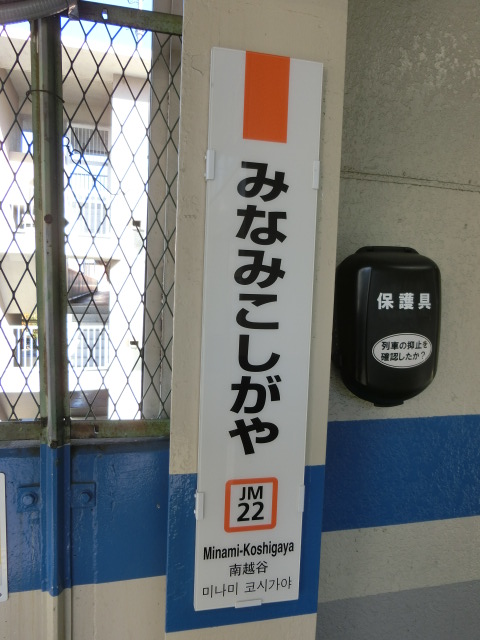 みなみこしがや
JM
22
Minami-Koshigaya
南越谷
미나미 코시가야
保護具
列車の抑止を
確認したか?